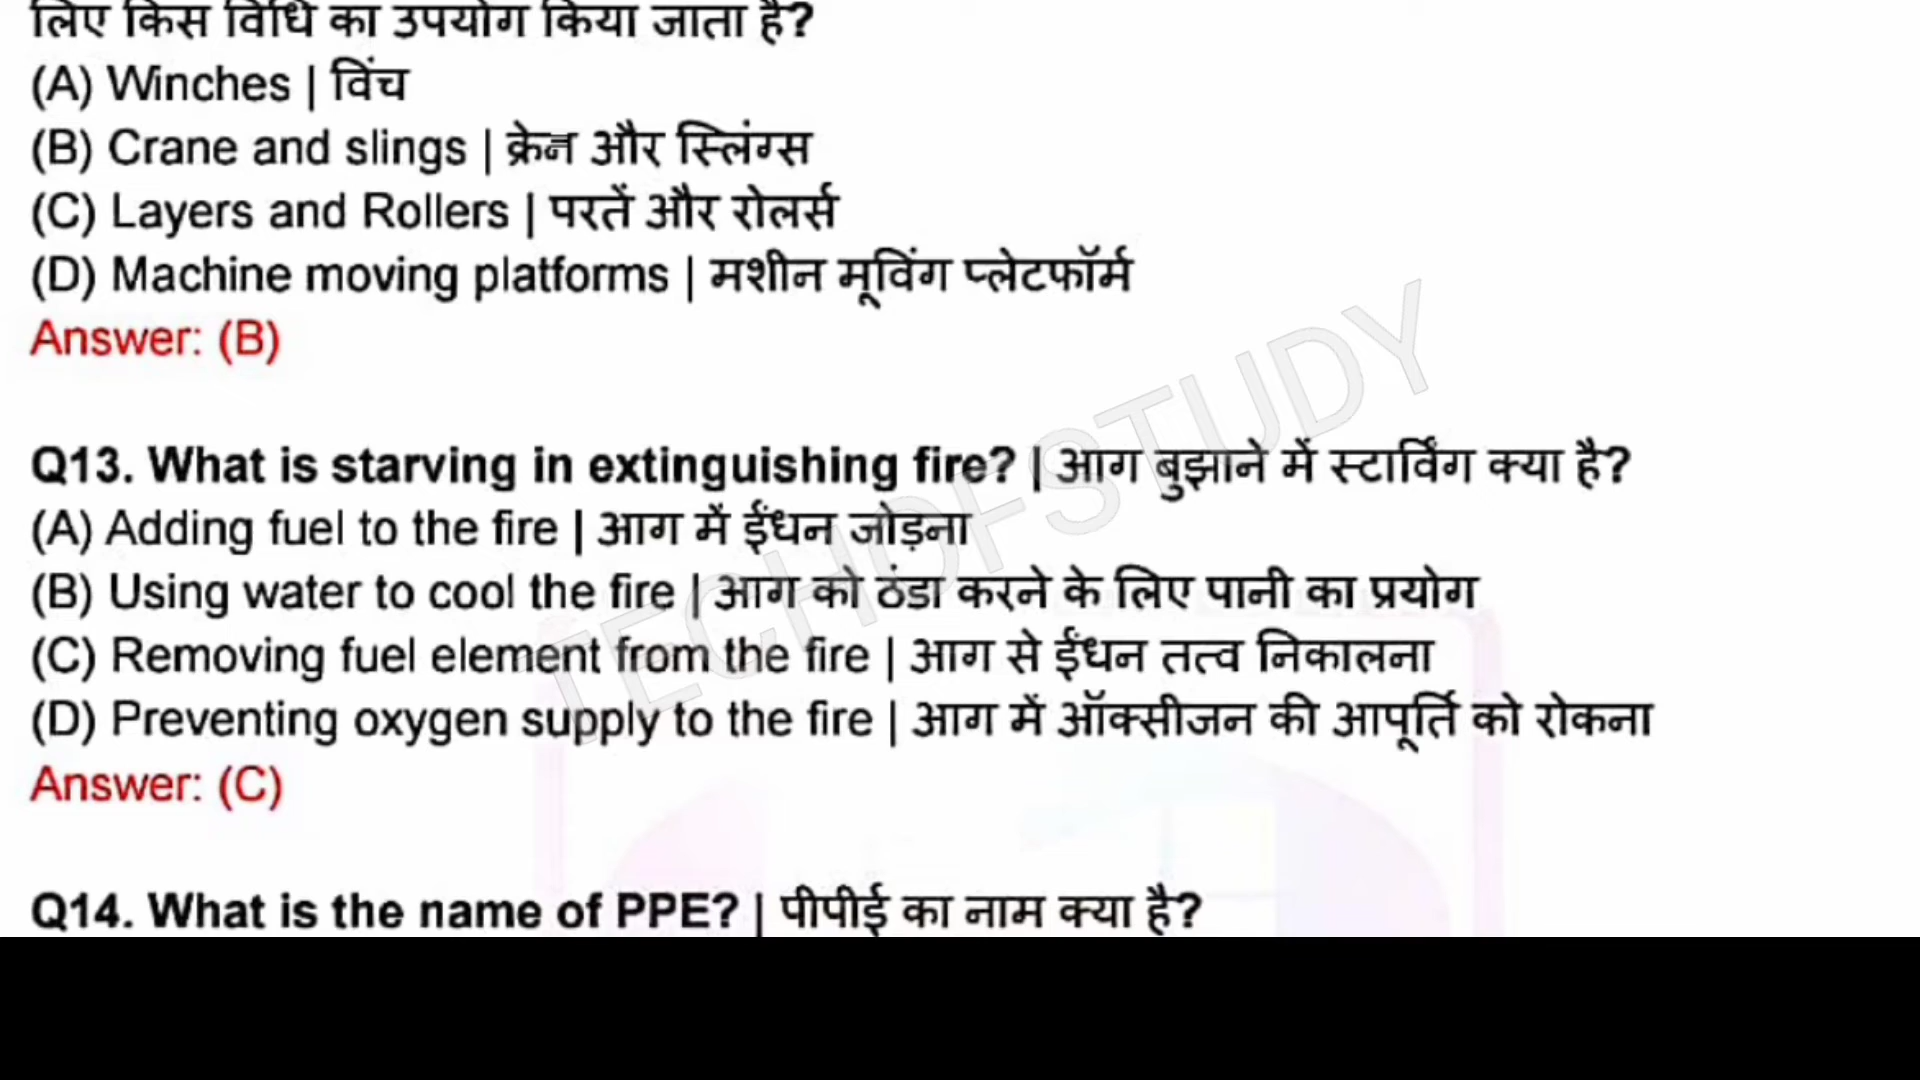 लिए किस विधि का उपयोग किया जाता है?
(A) Winches | विंच
(B) Crane and slings | क्रेन और स्लिंग्स
(C) Layers and Rollers | परतें और रोलर्स
(D) Machine moving platforms | मशीन मूविंग प्लेटफॉर्म
Answer: (B)
Q13. What is starving in extinguishing fire? | आग बुझाने में स्टार्विंग क्या है?
(A) Adding fuel to the fire | आग में ईंधन जोड़ना
(B) Using water to cool the fire | आग को ठंडा करने के लिए पानी का प्रयोग
(C) Removing fuel element from the fire | आग से ईंधन तत्व निकालना
(D) Preventing oxygen supply to the fire | आग में ऑक्सीजन की आपूर्ति को रोकना
Answer: (C)
Q14. What is the name of PPE? | पीपीई का नाम क्या है?
TECHOFSTUDY